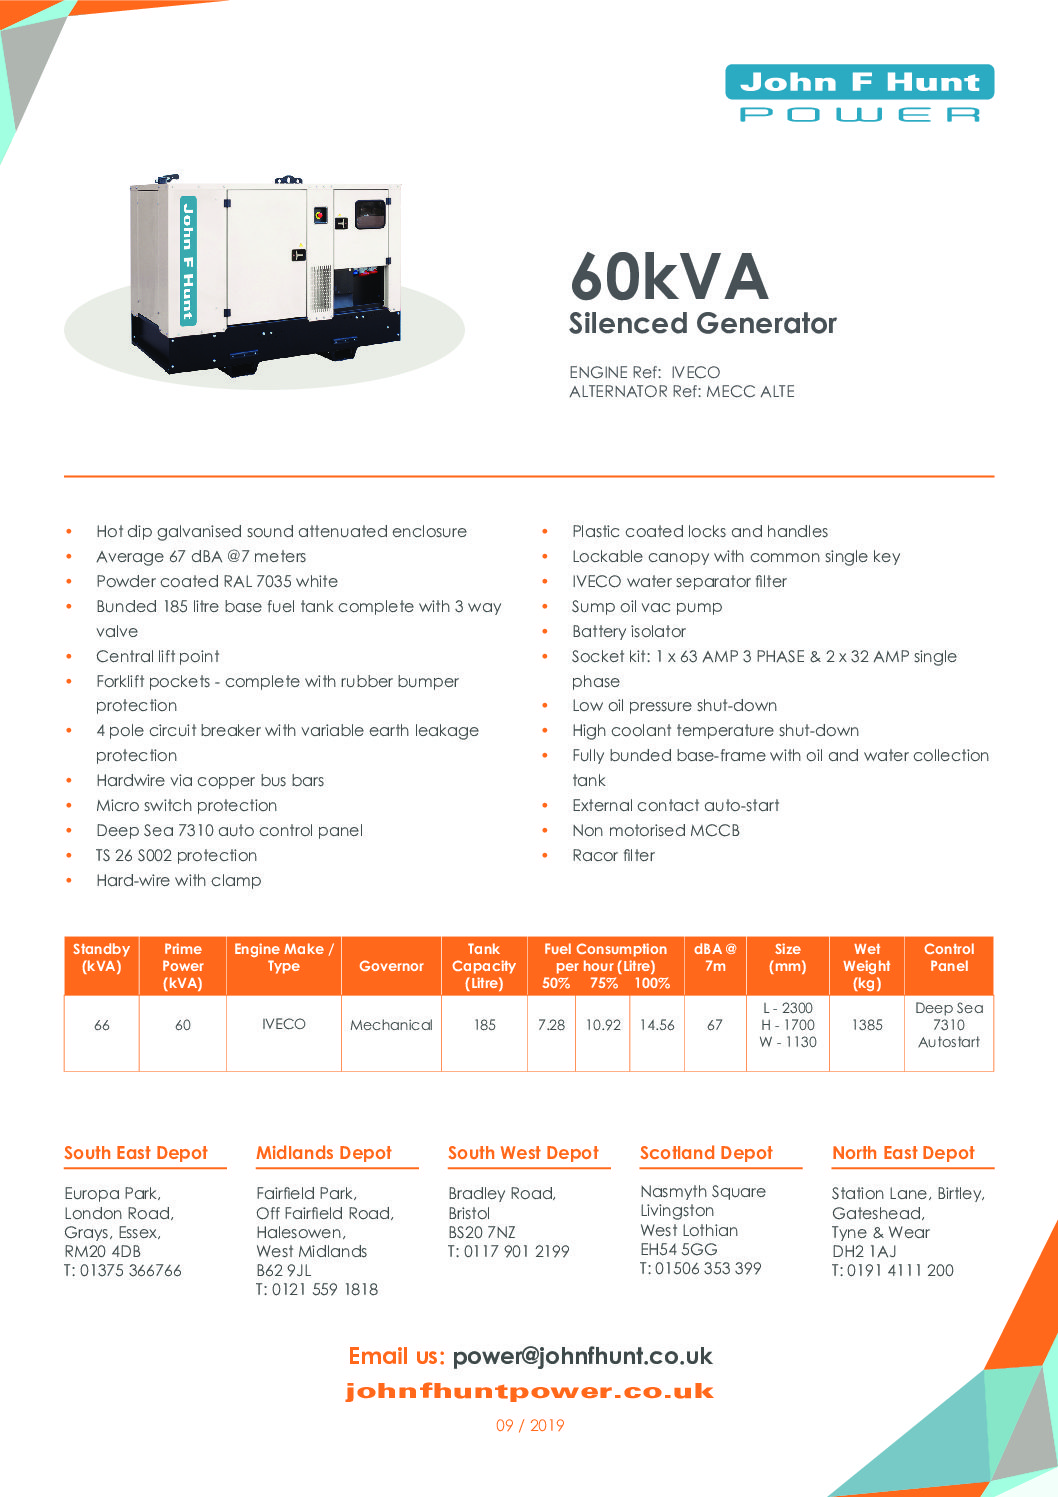 John F Hunt
POWER
John F Hunt
60kVA
Silenced Generator
ENGINE Ref: IVECO
ALTERNATOR Ref: MECC ALTE
• Hot dip galvanised sound attenuated enclosure
• Average 67 dBA @7 meters
• Powder coated RAL 7035 white
• Bunded 185 litre base fuel tank complete with 3 way
valve
• Central lift point
• Forklift pockets - complete with rubber bumper
protection
• 4 pole circuit breaker with variable earth leakage
protection
• Hardwire via copper bus bars
• Micro switch protection
• Deep Sea 7310 auto control panel
• TS 26 S002 protection
• Hard-wire with clamp
• Plastic coated locks and handles
• Lockable canopy with common single key
• IVECO water separator filter
• Sump oil vac pump
• Battery isolator
• Socket kit: 1 x 63 AMP 3 PHASE & 2 x 32 AMP single
phase
• Low oil pressure shut-down
• High coolant temperature shut-down
• Fully bunded base-frame with oil and water collection
tank
• External contact auto-start
• Non motorised MCCB
• Racor filter
Standby
(kVA)
Prime
Power
(kVA)
Engine Make /
Type
Governor
Tank
Capacity
(Litre)
Fuel Consumption
per hour (Litre)
50% 75% 100%
dBA @
7m
Size
(mm)
Wet
Weight
(kg)
Control
Panel
66
60
IVECO
Mechanical
185
7.28
10.92
14.56
67
L - 2300
H - 1700
W - 1130
1385
Deep Sea
7310
Autostart
South East Depot
Europa Park,
London Road,
Grays, Essex,
RM20 4DB
T: 01375 366766
Midlands Depot
Fairfield Park,
Off Fairfield Road,
Halesowen,
West Midlands
B62 9JL
T: 0121 559 1818
South West Depot
Bradley Road,
Bristol
BS20 7NZ
T: 0117 901 2199
Scotland Depot
Nasmyth Square
Livingston
West Lothian
EH54 5GG
T: 01506 353 399
North East Depot
Station Lane, Birtley,
Gateshead,
Tyne & Wear
DH2 1AJ
T: 0191 4111 200
Email us: power@johnfhunt.co.uk
johnfhuntpower.co.uk
09 / 2019